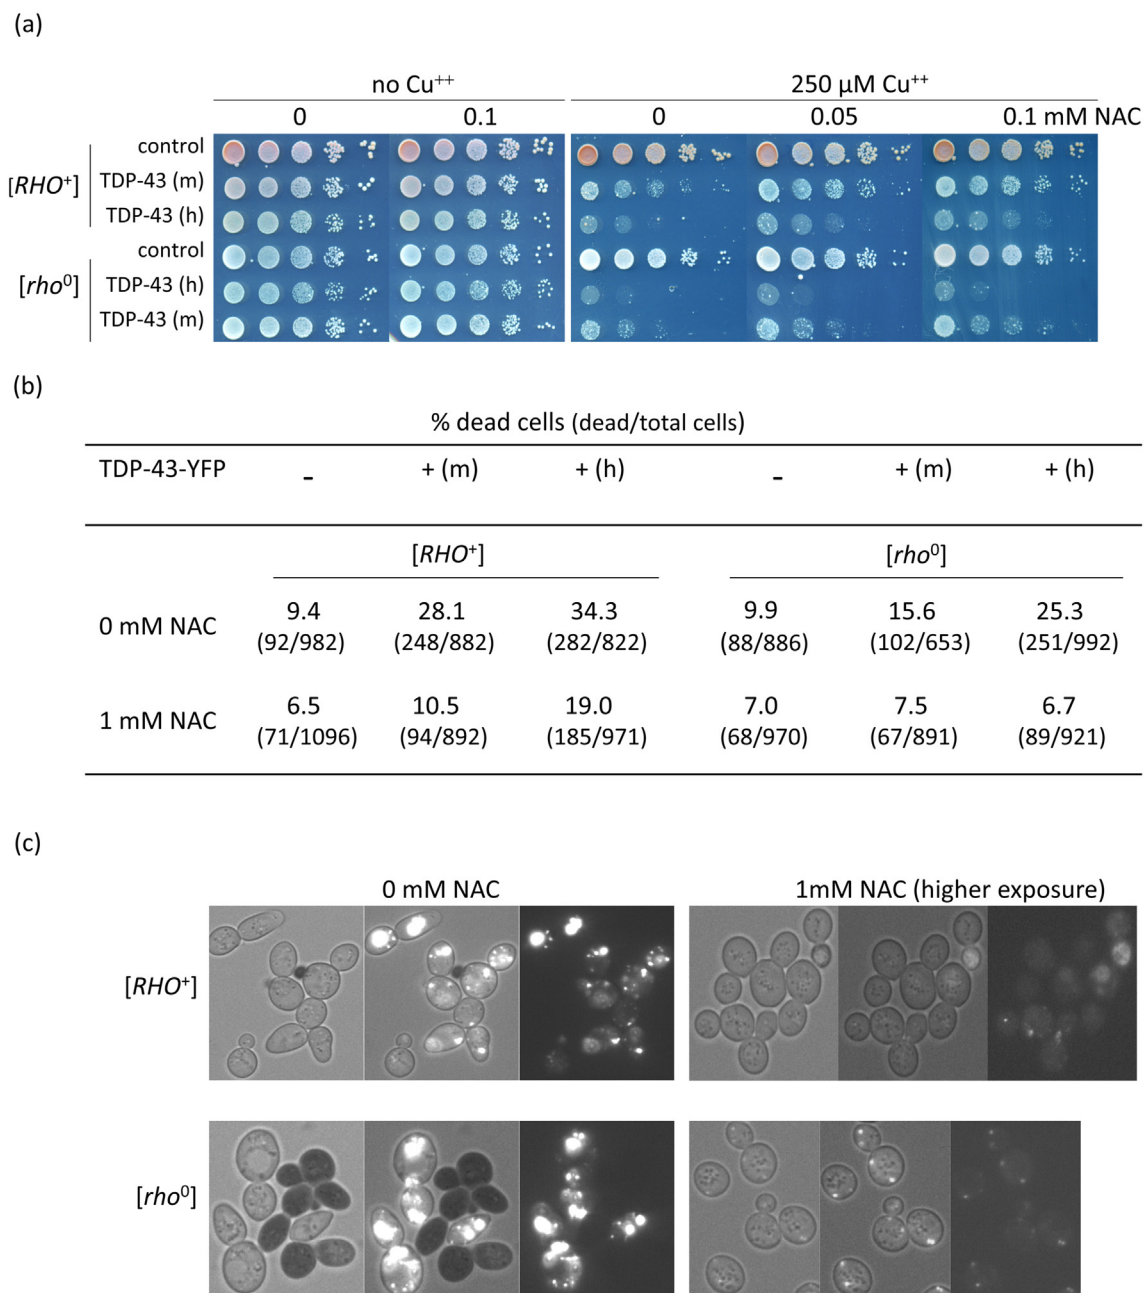 (a)
no Cu⁺⁺ 250 µM Cu⁺⁺
0 0.1 0 0.05 0.1 mM NAC
control
[RHO⁺] TDP-43 (m)
TDP-43 (h)
control
[rho⁰] TDP-43 (h)
TDP-43 (m)
(b)
% dead cells (dead/total cells)
TDP-43-YFP - + (m) + (h) - + (m) + (h)
[RHO⁺] [rho⁰]
0 mM NAC 9.4 28.1 34.3 9.9 15.6 25.3
(92/982) (248/882) (282/822) (88/886) (102/653) (251/992)
1 mM NAC 6.5 10.5 19.0 7.0 7.5 6.7
(71/1096) (94/892) (185/971) (68/970) (67/891) (89/921)
(c)
0 mM NAC 1mM NAC (higher exposure)
[RHO⁺]
[rho⁰]